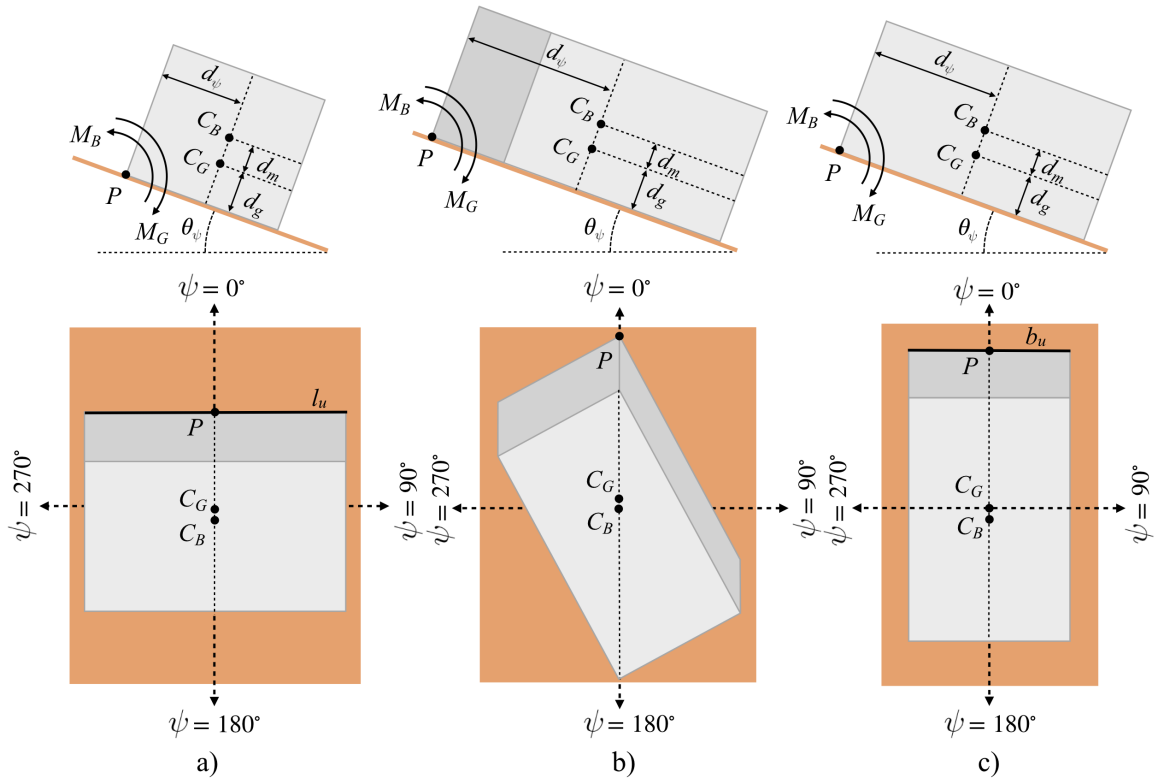 d_ψ
C_B
M_B
C_G
d_m
P
d_g
M_G
θ_ψ
d_ψ
C_B
M_B
C_G
d_m
P
d_g
M_G
θ_ψ
d_ψ
C_B
M_B
C_G
d_m
P
d_g
M_G
θ_ψ
ψ = 0°
l_u
P
ψ = 270°
ψ = 90°
C_G
C_B
ψ = 180°
a)
ψ = 0°
P
ψ = 270°
ψ = 90°
C_G
C_B
ψ = 180°
b)
ψ = 0°
b_u
P
ψ = 270°
ψ = 90°
C_G
C_B
ψ = 180°
c)